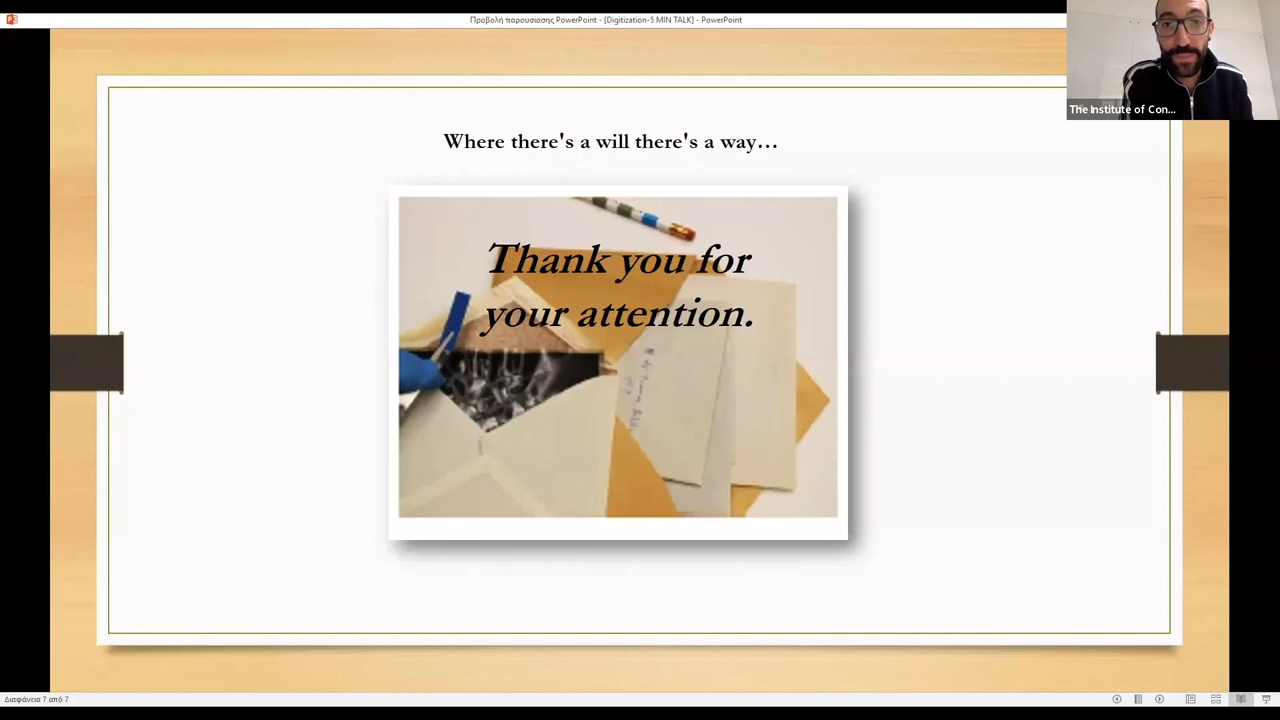 Προβολή παρουσίασης PowerPoint - [Digitization-5 MIN TALK] - PowerPoint
The Institute of Con...
Where there's a will there's a way…
Thank you for
your attention.
Διαφάνεια 7 από 7